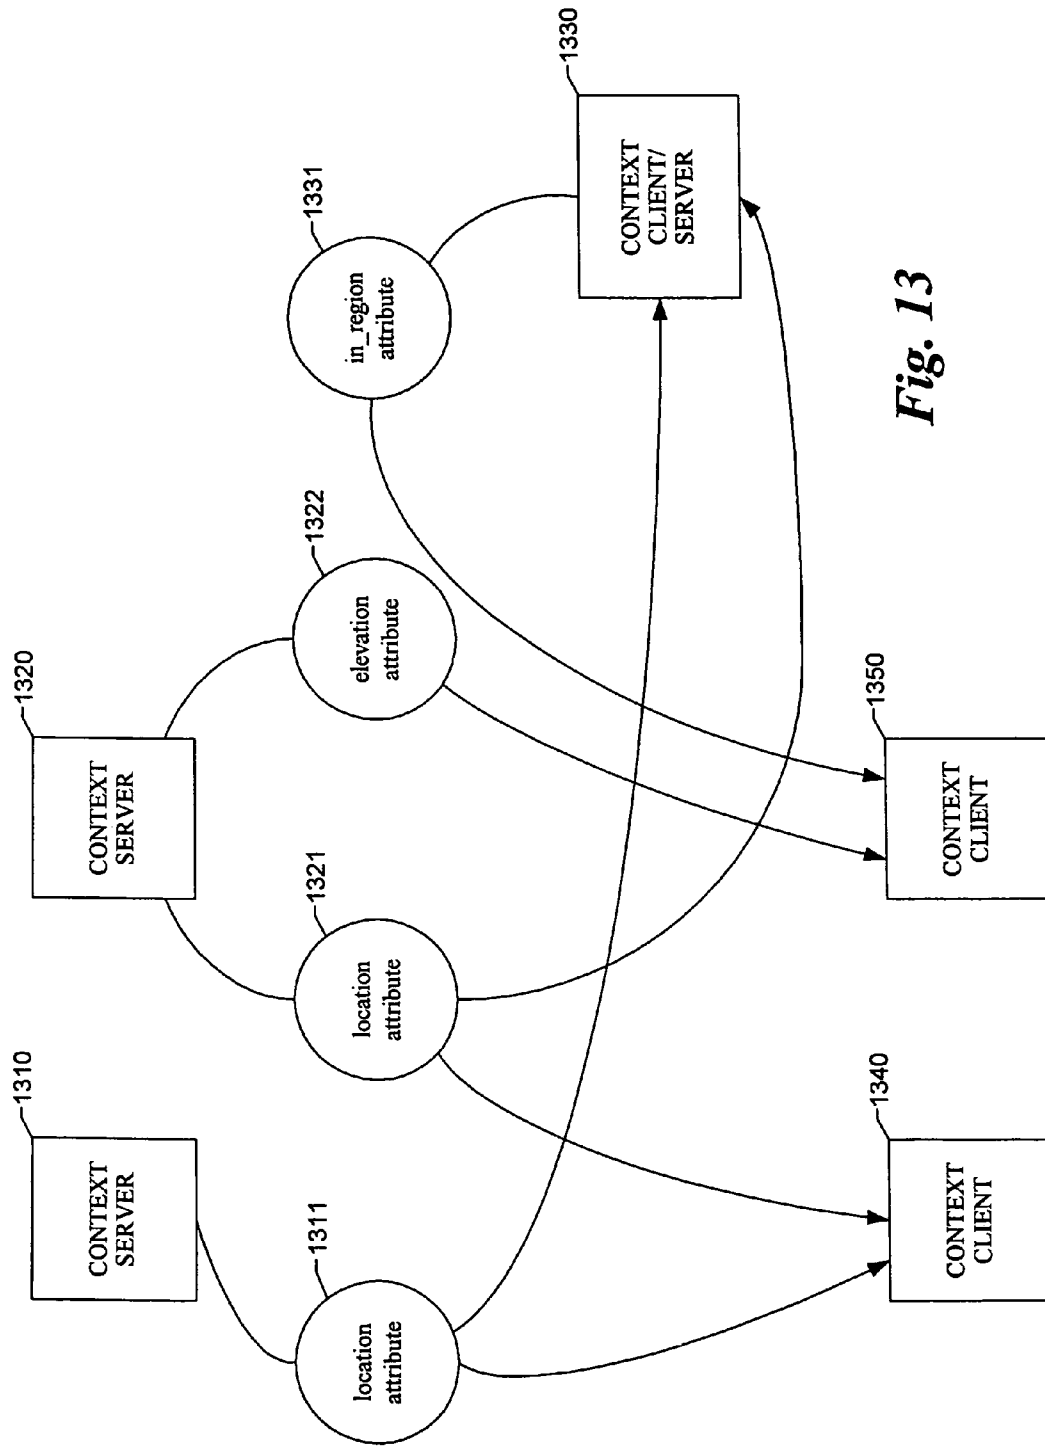 1310
CONTEXT
SERVER
1320
CONTEXT
SERVER
1311
location
attribute
1321
location
attribute
1322
elevation
attribute
1331
in_region
attribute
1330
CONTEXT
CLIENT/
SERVER
1340
CONTEXT
CLIENT
1350
CONTEXT
CLIENT
Fig. 13